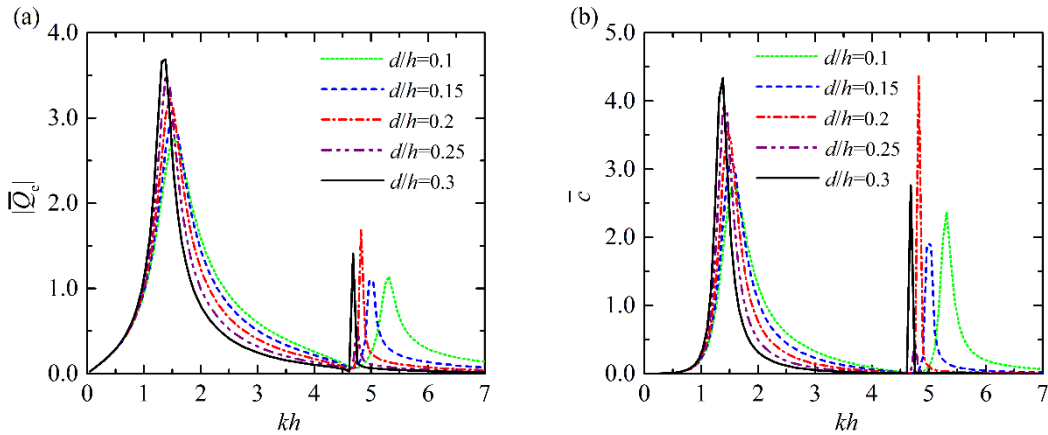 (a)
4.0
3.0
2.0
1.0
0.0
|Q̅e|
d/h=0.1
d/h=0.15
d/h=0.2
d/h=0.25
d/h=0.3
0 1 2 3 4 5 6 7
kh
(b)
5.0
4.0
3.0
2.0
1.0
0.0
c̅
d/h=0.1
d/h=0.15
d/h=0.2
d/h=0.25
d/h=0.3
0 1 2 3 4 5 6 7
kh